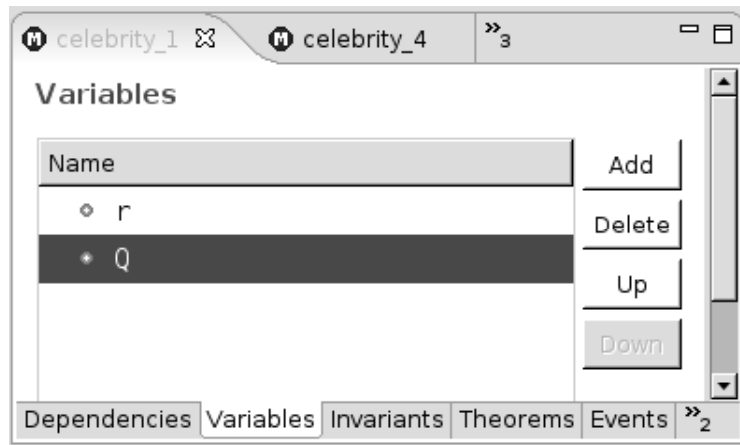 celebrity_1 celebrity_4 »3
Variables
Name Add
r
Delete
Q
Up
Down
Dependencies Variables Invariants Theorems Events »2